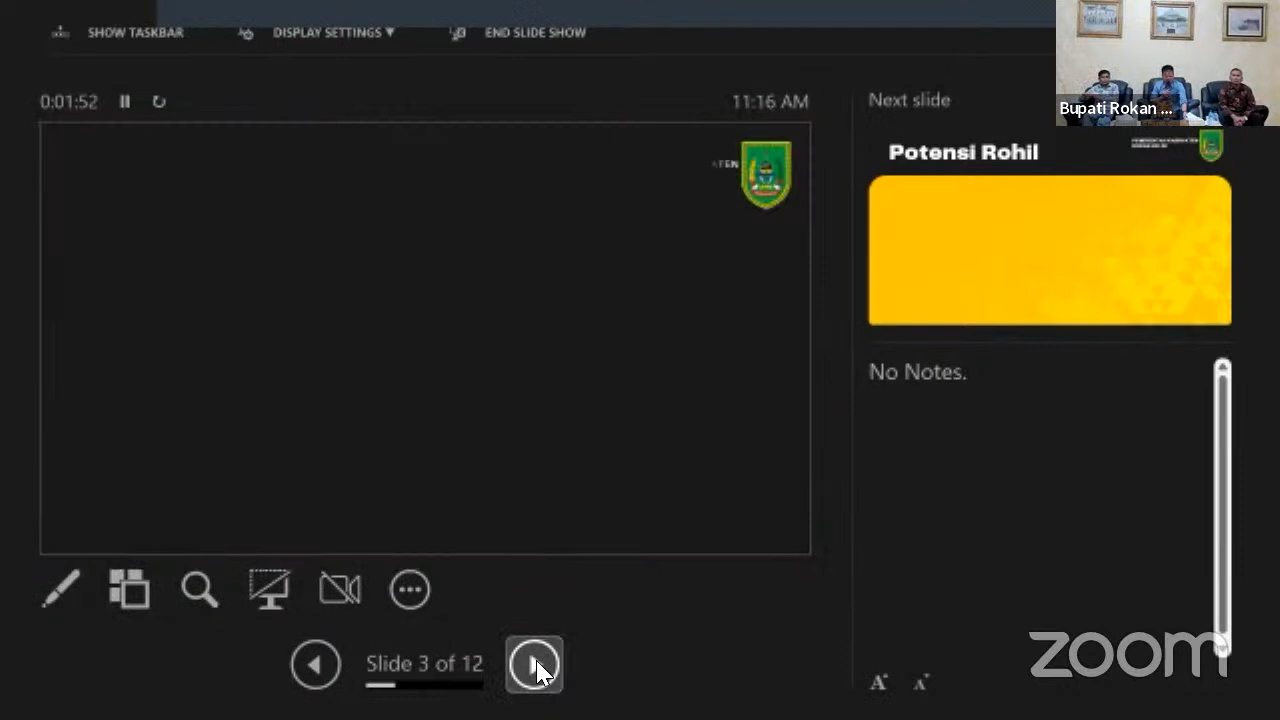 SHOW TASKBAR
DISPLAY SETTINGS ▼
END SLIDE SHOW
0:01:52
11:16 AM
Next slide
Bupati Rokan ...
Potensi Rohil
No Notes.
Slide 3 of 12
A A
zoom